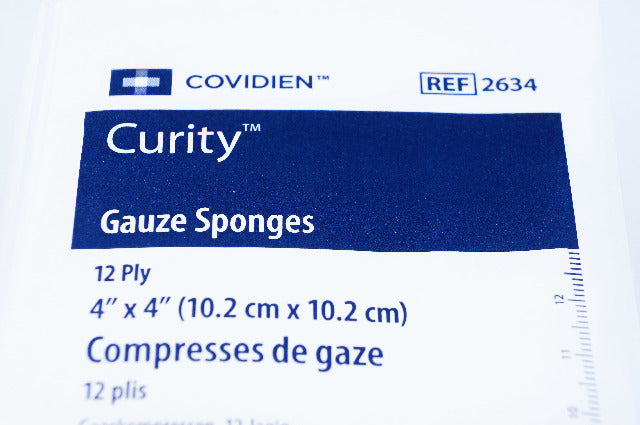 COVIDIEN™
REF 2634
Curity™
Gauze Sponges
12 Ply
4" x 4" (10.2 cm x 10.2 cm)
Compresses de gaze
12 plis
12
11
10